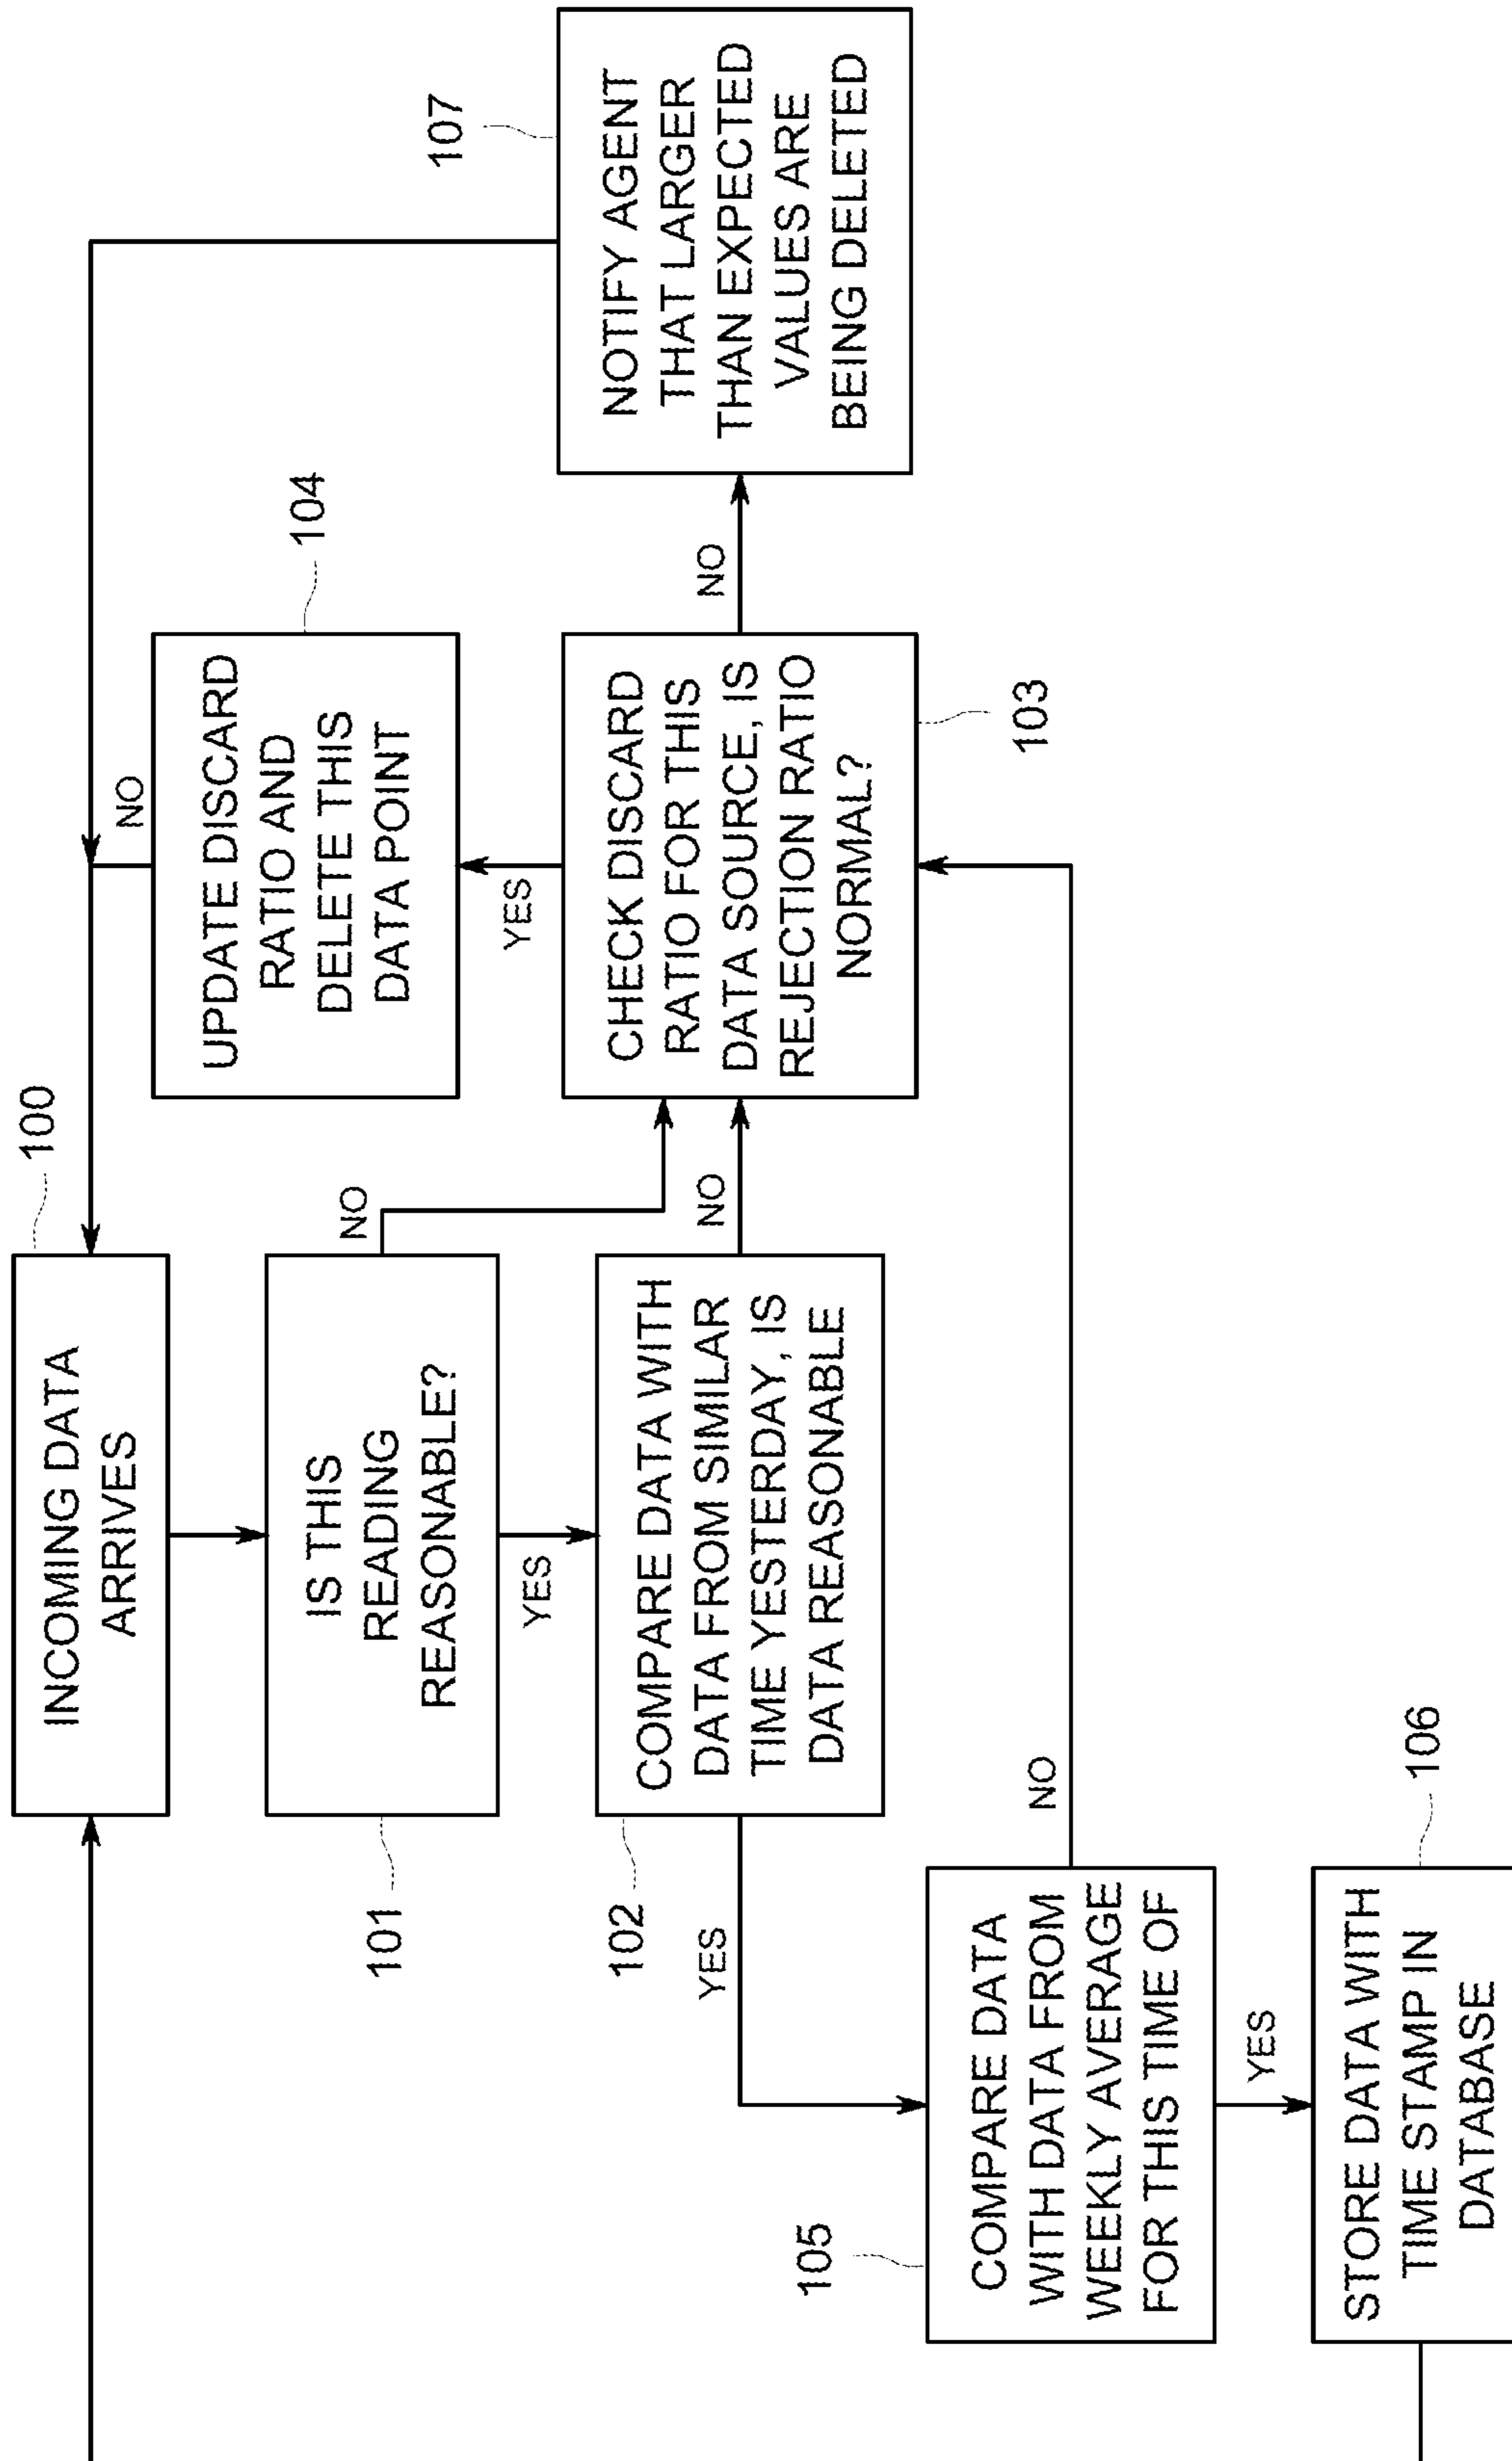 100
INCOMING DATA
ARRIVES
101
IS THIS
READING
REASONABLE?
NO
YES
102
COMPARE DATA WITH
DATA FROM SIMILAR
TIME YESTERDAY, IS
DATA REASONABLE
NO
YES
104
UPDATE DISCARD
RATIO AND
DELETE THIS
DATA POINT
NO
YES
103
CHECK DISCARD
RATIO FOR THIS
DATA SOURCE, IS
REJECTION RATIO
NORMAL?
NO
107
NOTIFY AGENT
THAT LARGER
THAN EXPECTED
VALUES ARE
BEING DELETED
105
COMPARE DATA
WITH DATA FROM
WEEKLY AVERAGE
FOR THIS TIME OF
NO
YES
106
STORE DATA WITH
TIME STAMP IN
DATABASE